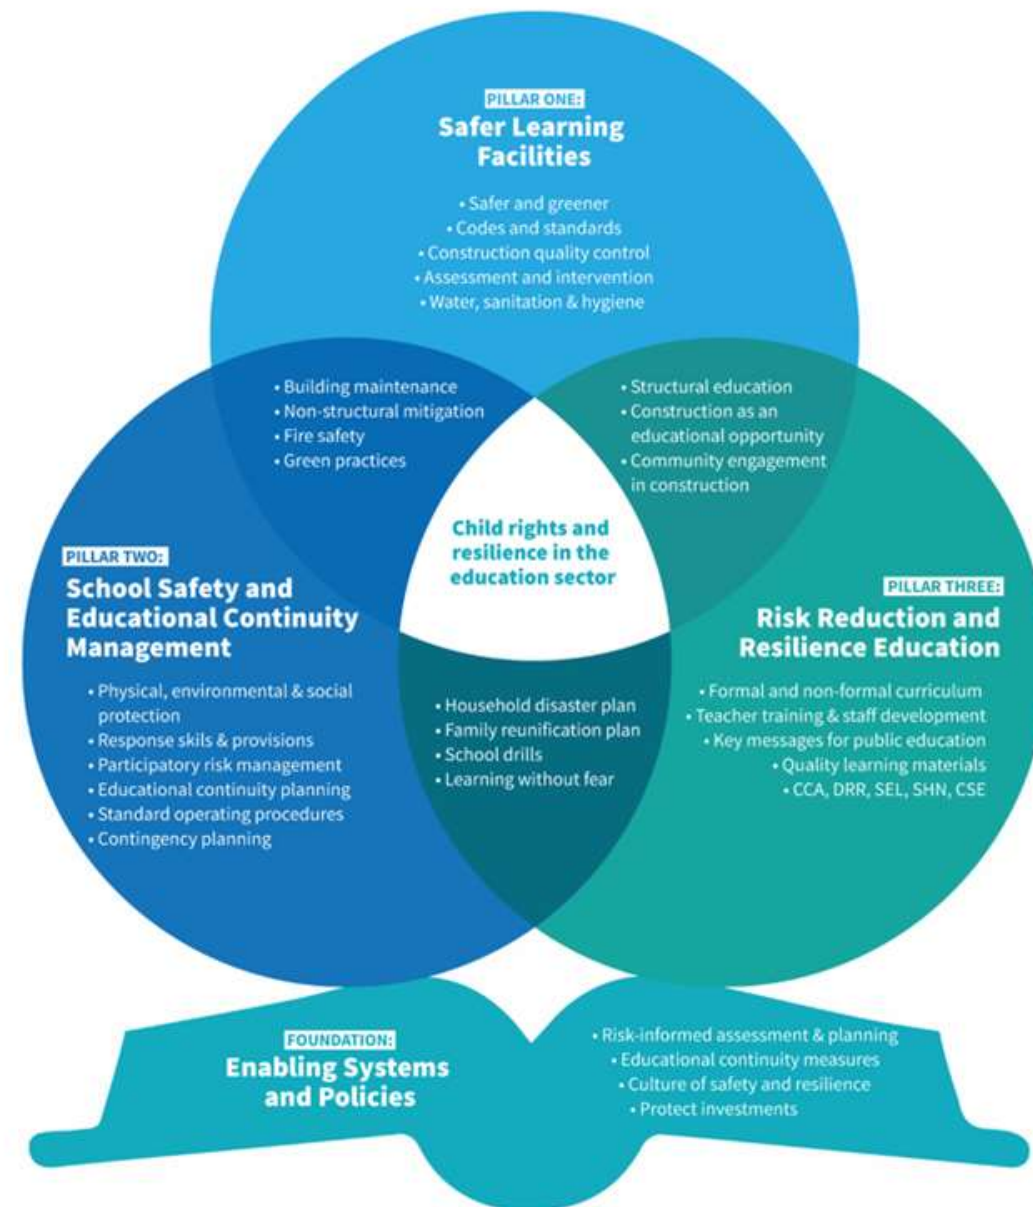 PILLAR ONE:
Safer Learning
Facilities
• Safer and greener
• Codes and standards
• Construction quality control
• Assessment and intervention
• Water, sanitation & hygiene
• Building maintenance
• Non-structural mitigation
• Fire safety
• Green practices
• Structural education
• Construction as an
educational opportunity
• Community engagement
in construction
Child rights and
resilience in the
education sector
PILLAR TWO:
School Safety and
Educational Continuity
Management
• Physical, environmental & social
protection
• Response skils & provisions
• Participatory risk management
• Educational continuity planning
• Standard operating procedures
• Contingency planning
• Household disaster plan
• Family reunification plan
• School drills
• Learning without fear
PILLAR THREE:
Risk Reduction and
Resilience Education
• Formal and non-formal curriculum
• Teacher training & staff development
• Key messages for public education
• Quality learning materials
• CCA, DRR, SEL, SHN, CSE
FOUNDATION:
Enabling Systems
and Policies
• Risk-informed assessment & planning
• Educational continuity measures
• Culture of safety and resilience
• Protect investments